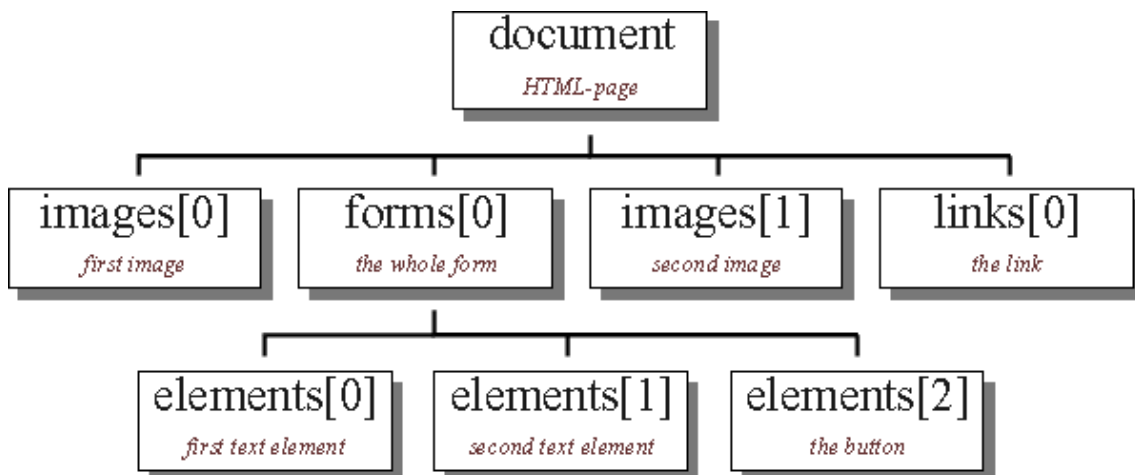 document
HTML-page
images[0]
first image
forms[0]
the whole form
images[1]
second image
links[0]
the link
elements[0]
first text element
elements[1]
second text element
elements[2]
the button